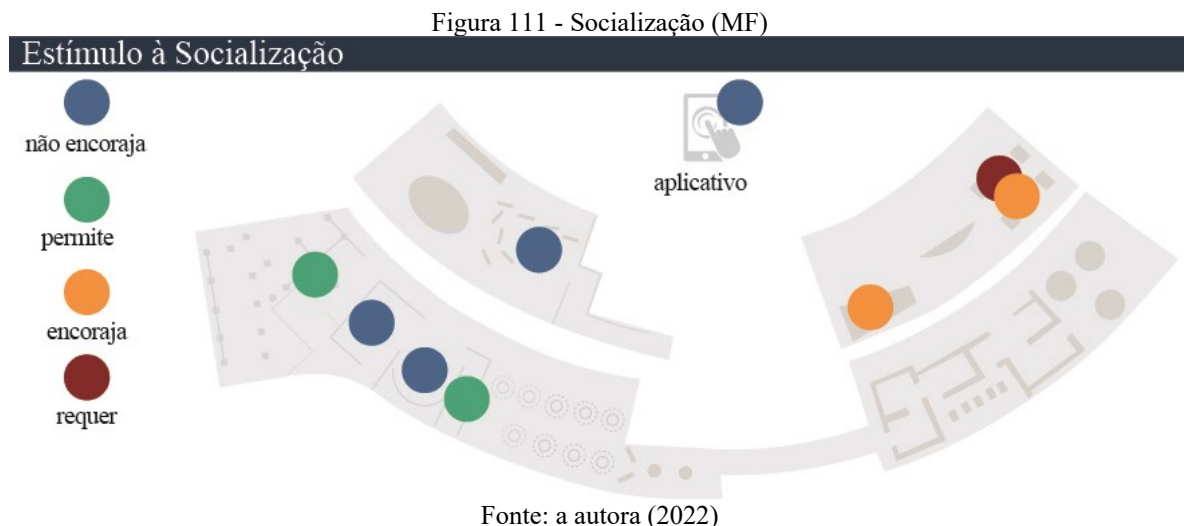 Figura 111 - Socialização (MF)
Estímulo à Socialização
não encoraja
permite
encoraja
requer
aplicativo
Fonte: a autora (2022)